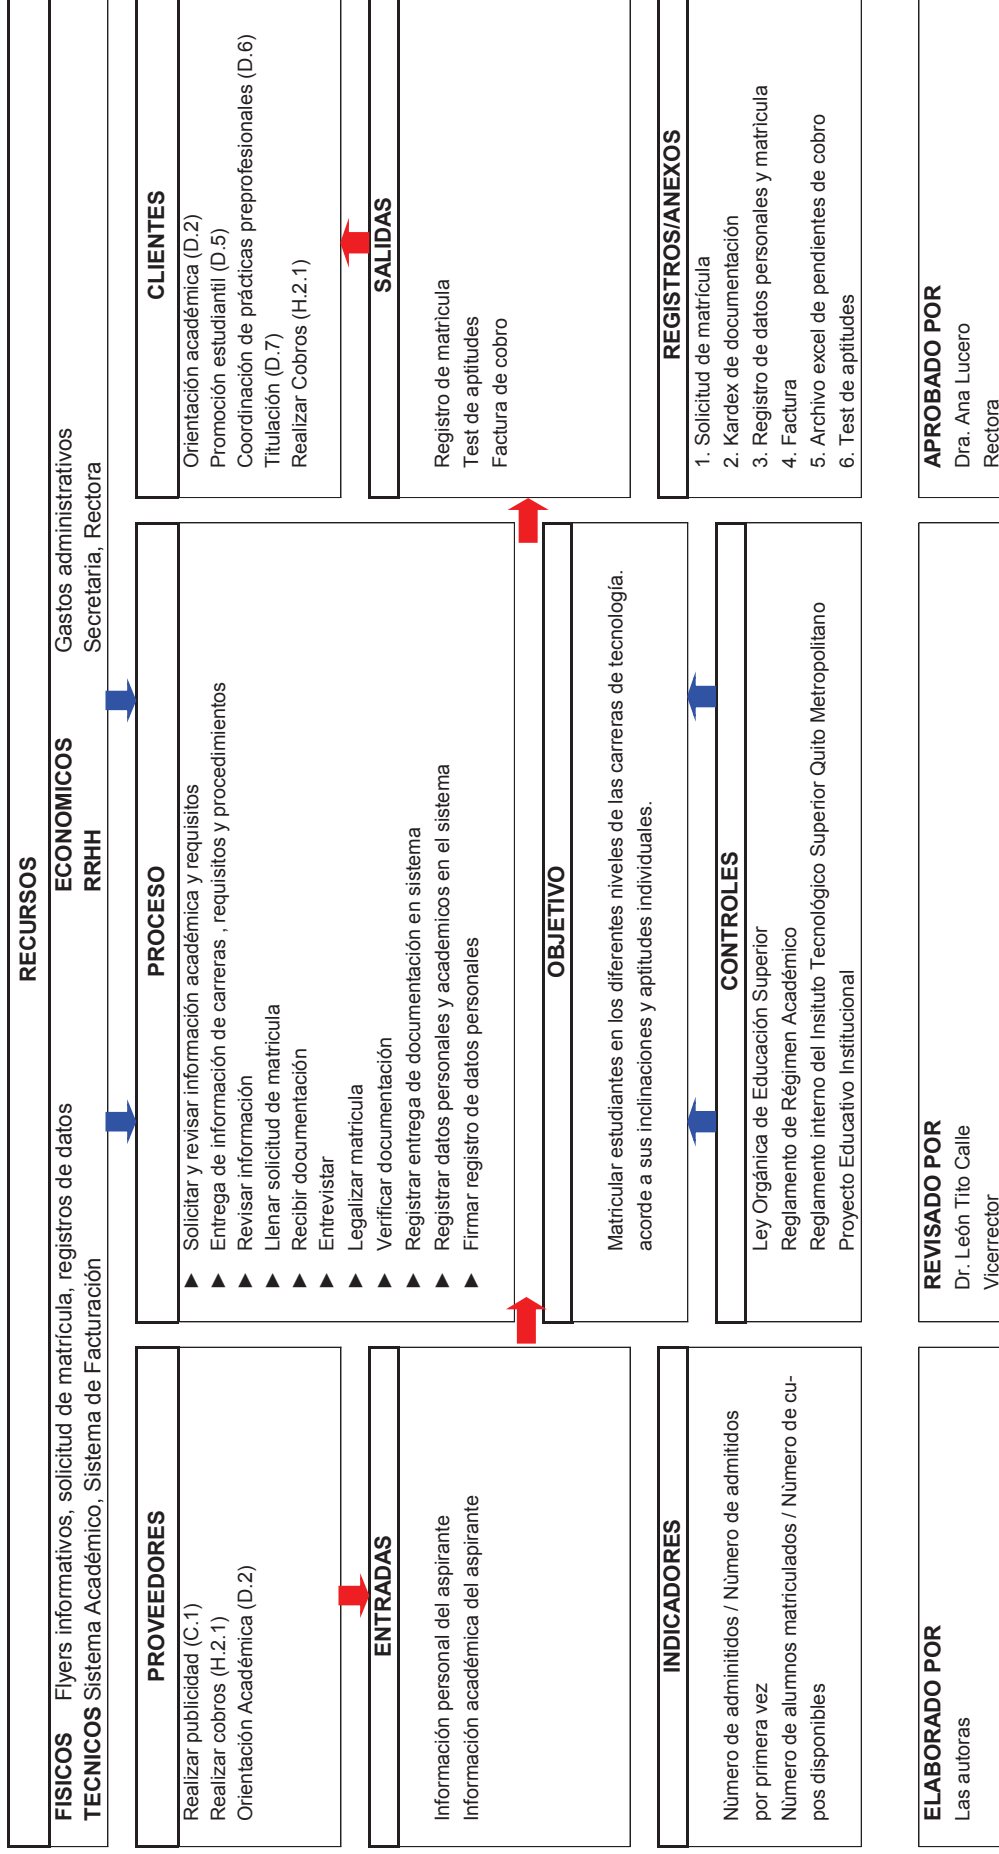 RECURSOS
FISICOS Flyers informativos, solicitud de matrícula, registros de datos
ECONOMICOS Gastos administrativos
TECNICOS Sistema Académico, Sistema de Facturación
RRHH Secretaria, Rectora
PROVEEDORES
Realizar publicidad (C.1)
Realizar cobros (H.2.1)
Orientación Académica (D.2)
ENTRADAS
Información personal del aspirante
Información académica del aspirante
INDICADORES
Nùmero de adminitidos / Nùmero de admitidos
por primera vez
Número de alumnos matriculados / Nùmero de cu-
pos disponibles
PROCESO
▶ Solicitar y revisar información académica y requisitos
▶ Entrega de información de carreras , requisitos y procedimientos
▶ Revisar información
▶ Llenar solicitud de matricula
▶ Recibir documentación
▶ Entrevistar
▶ Legalizar matricula
▶ Verificar documentación
▶ Registrar entrega de documentación en sistema
▶ Registrar datos personales y academicos en el sistema
▶ Firmar registro de datos personales
OBJETIVO
Matricular estudiantes en los diferentes niveles de las carreras de tecnología.
acorde a sus inclinaciones y aptitudes individuales.
CONTROLES
Ley Orgánica de Educación Superior
Reglamento de Régimen Académico
Reglamento interno del Insituto Tecnológico Superior Quito Metropolitano
Proyecto Educativo Institucional
CLIENTES
Orientación académica (D.2)
Promoción estudiantil (D.5)
Coordinación de prácticas preprofesionales (D.6)
Titulación (D.7)
Realizar Cobros (H.2.1)
SALIDAS
Registro de matrìcula
Test de aptitudes
Factura de cobro
REGISTROS/ANEXOS
1. Solicitud de matrícula
2. Kardex de documentación
3. Registro de datos personales y matrìcula
4. Factura
5. Archivo excel de pendientes de cobro
6. Test de aptitudes
ELABORADO POR
Las autoras
REVISADO POR
Dr. León Tito Calle
Vicerrector
APROBADO POR
Dra. Ana Lucero
Rectora